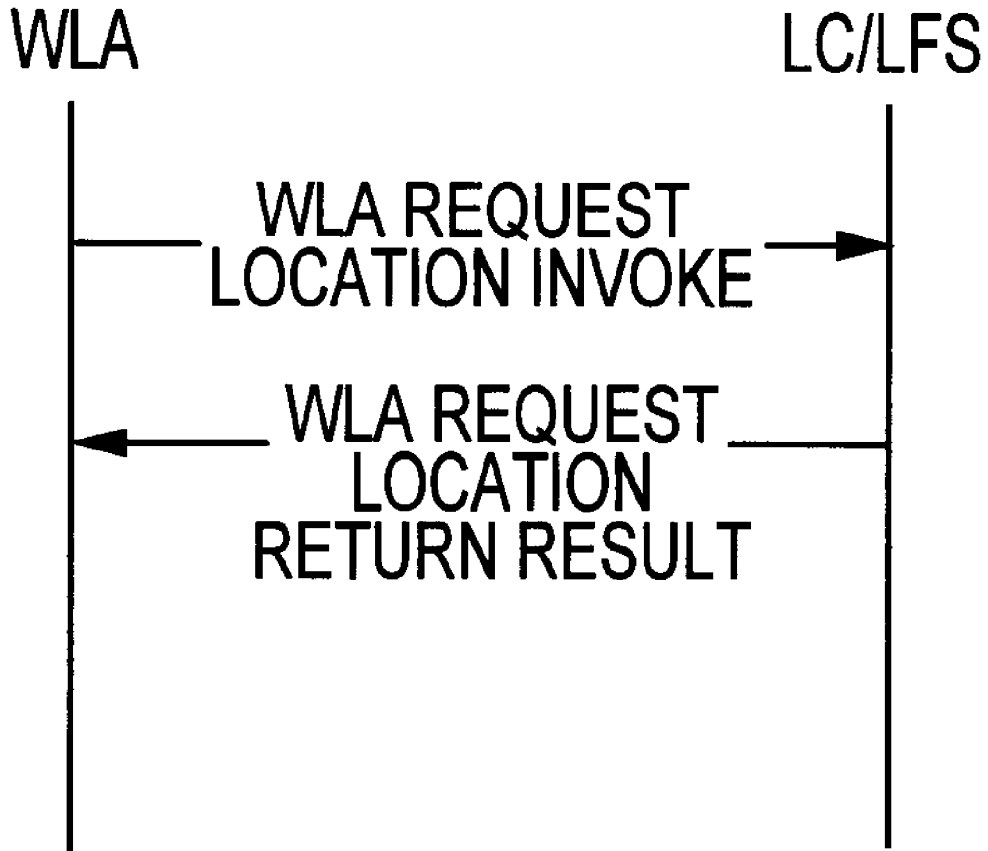 WLA
LC/LFS
WLA REQUEST
LOCATION INVOKE
WLA REQUEST
LOCATION
RETURN RESULT